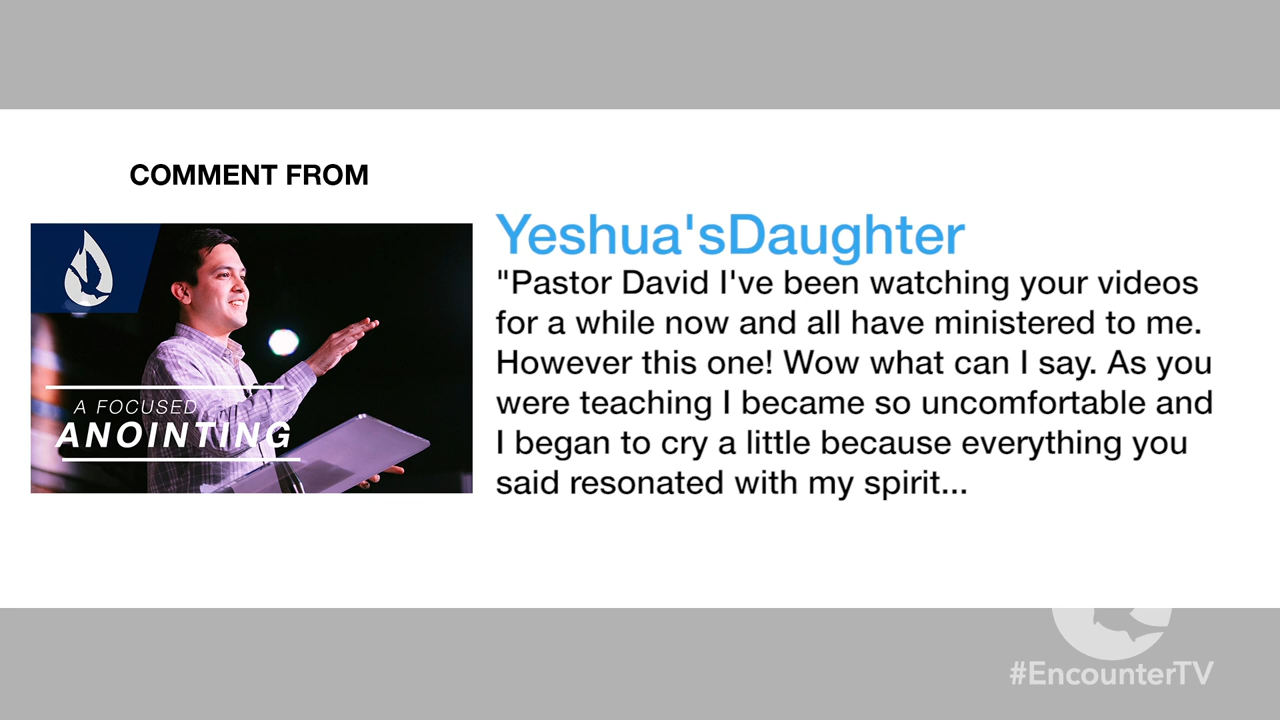 COMMENT FROM
A FOCUSED
ANOINTING
Yeshua'sDaughter
"Pastor David I've been watching your videos
for a while now and all have ministered to me.
However this one! Wow what can I say. As you
were teaching I became so uncomfortable and
I began to cry a little because everything you
said resonated with my spirit...
#EncounterTV